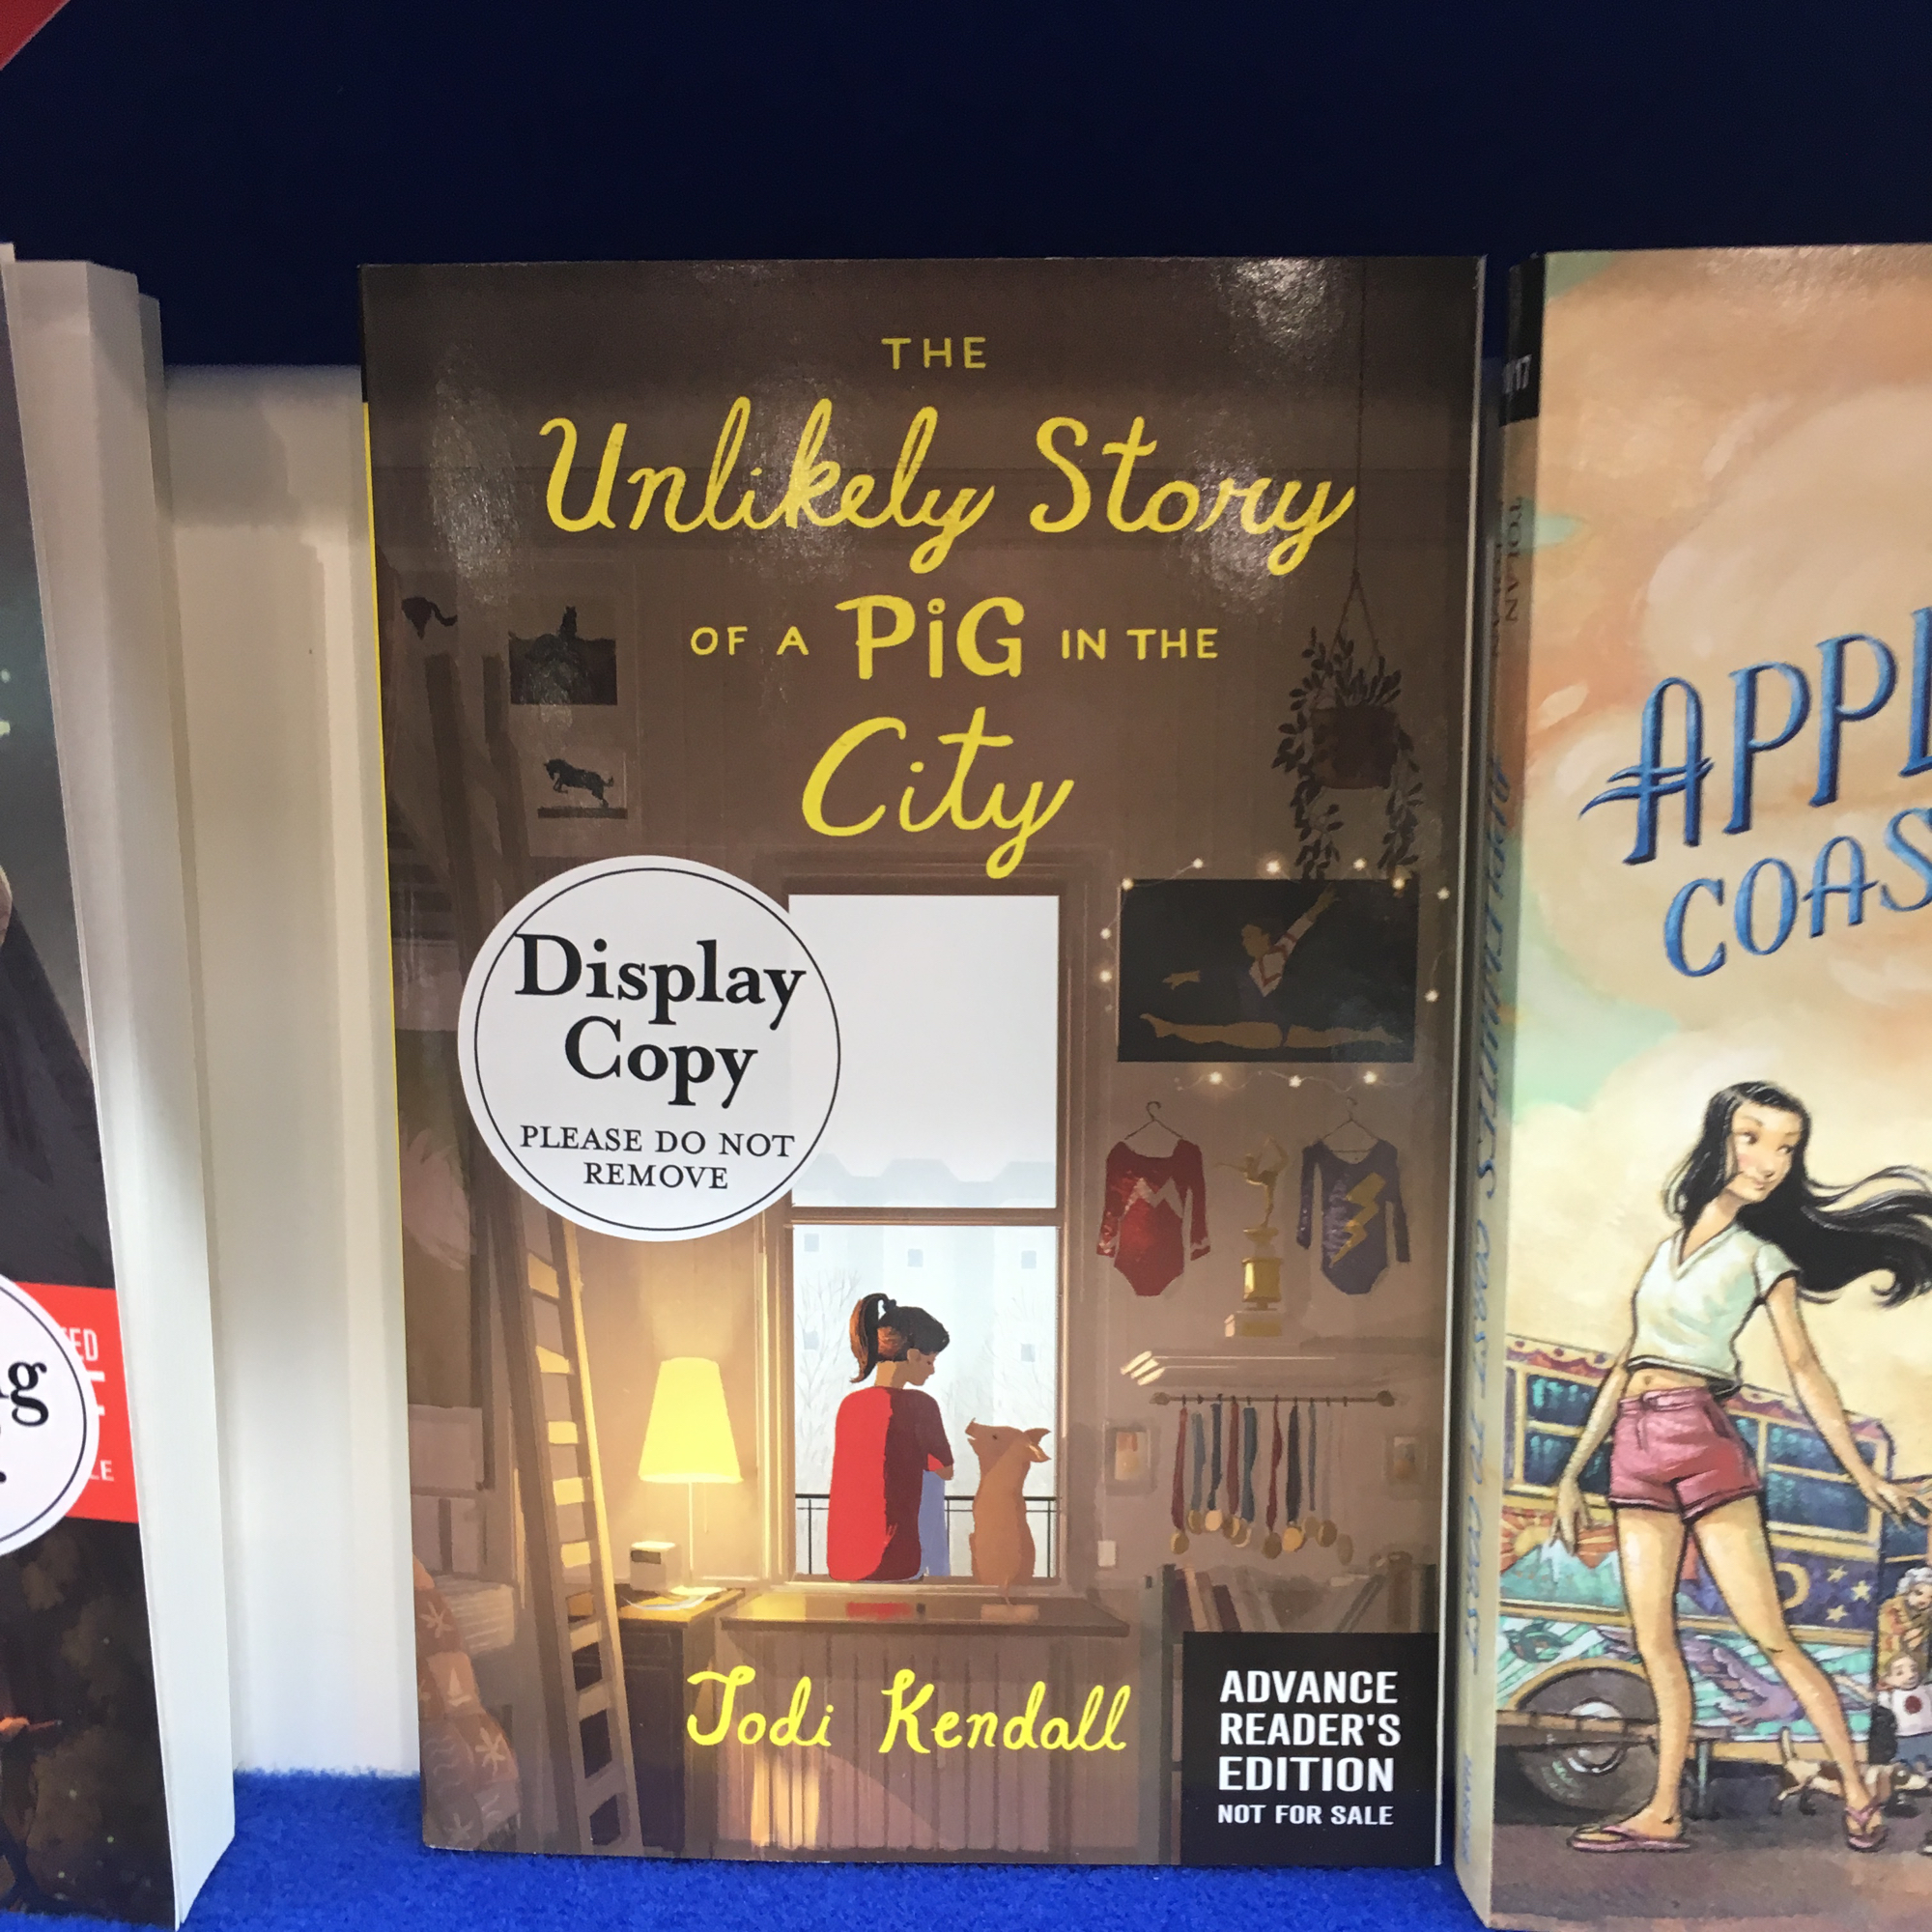 THE
Unlikely Story
OF A PiG IN THE
City
Display
Copy
PLEASE DO NOT
REMOVE
Jodi Kendall
ADVANCE
READER'S
EDITION
NOT FOR SALE
TOLAN
APPL
COAS